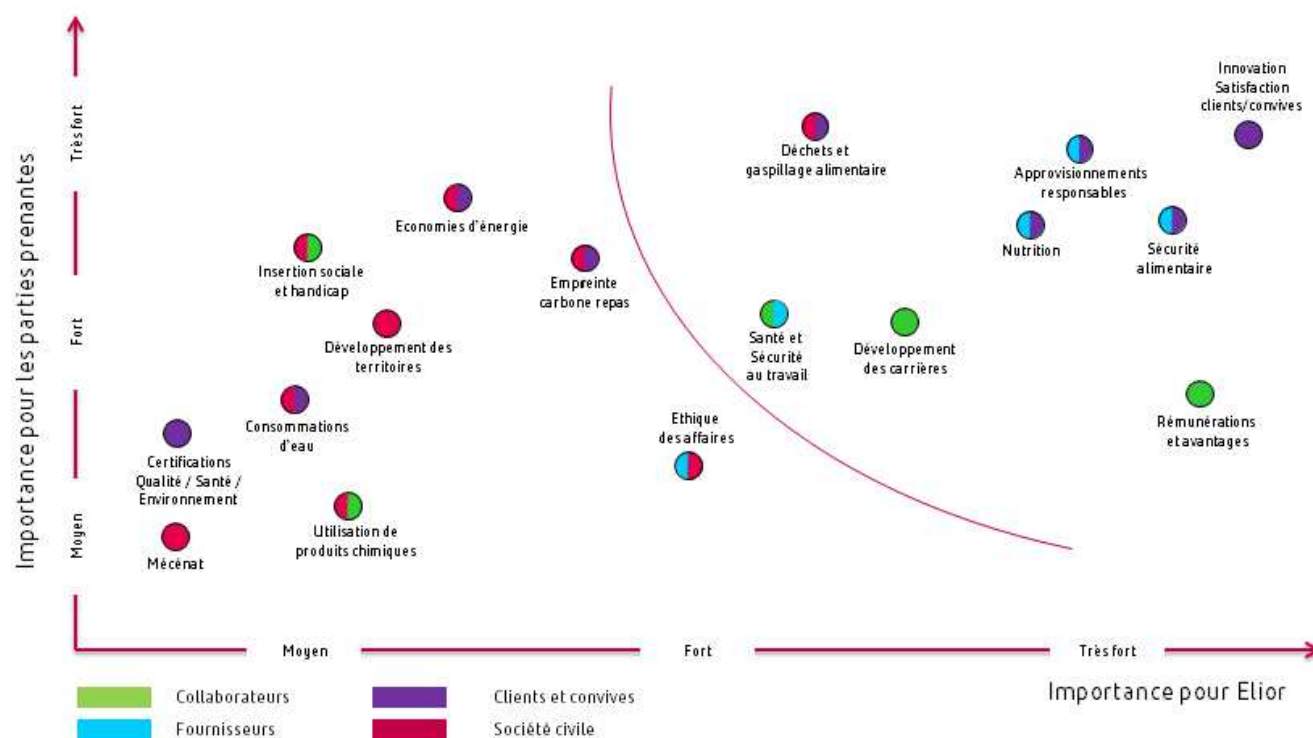 Importance pour les parties prenantes
Très fort
Fort
Moyen
Innovation
Satisfaction
clients/convives
Déchets et
gaspillage alimentaire
Approvisionnements
responsables
Economies d'énergie
Nutrition
Sécurité
alimentaire
Insertion sociale
et handicap
Empreinte
carbone repas
Développement des
territoires
Santé et
Sécurité
au travail
Développement
des carrières
Consommations
d'eau
Ethique
des affaires
Rémunérations
et avantages
Certifications
Qualité / Santé /
Environnement
Utilisation de
produits chimiques
Mécénat
Moyen
Fort
Très fort
Importance pour Elior
Collaborateurs
Clients et convives
Fournisseurs
Société civile